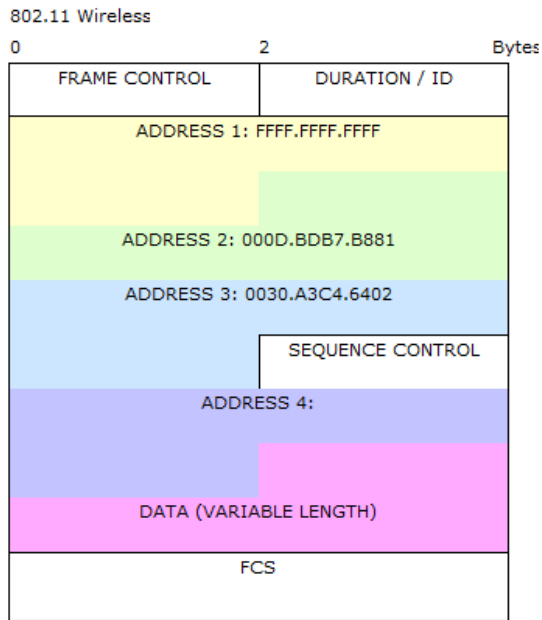 802.11 Wireless
0 2 Bytes
FRAME CONTROL DURATION / ID
ADDRESS 1: FFFF.FFFF.FFFF
ADDRESS 2: 000D.BDB7.B881
ADDRESS 3: 0030.A3C4.6402
SEQUENCE CONTROL
ADDRESS 4:
DATA (VARIABLE LENGTH)
FCS